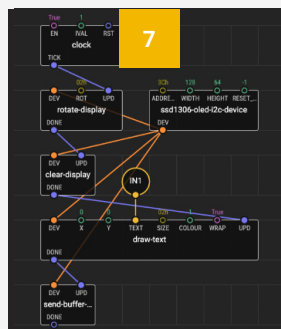 True 1
7
EN IVAL RST
clock
TICK
02h
DEV ROT UPD
rotate-display
DONE
3Ch 128 64 -1
ADDRE... WIDTH HEIGHT RESET_...
ssd1306-oled-i2c-device
DEV
DEV UPD
clear-display
DONE
IN1
0 0 02h 1 True
DEV X Y TEXT SIZE COLOUR WRAP UPD
draw-text
DONE
DEV UPD
send-buffer-...
DONE